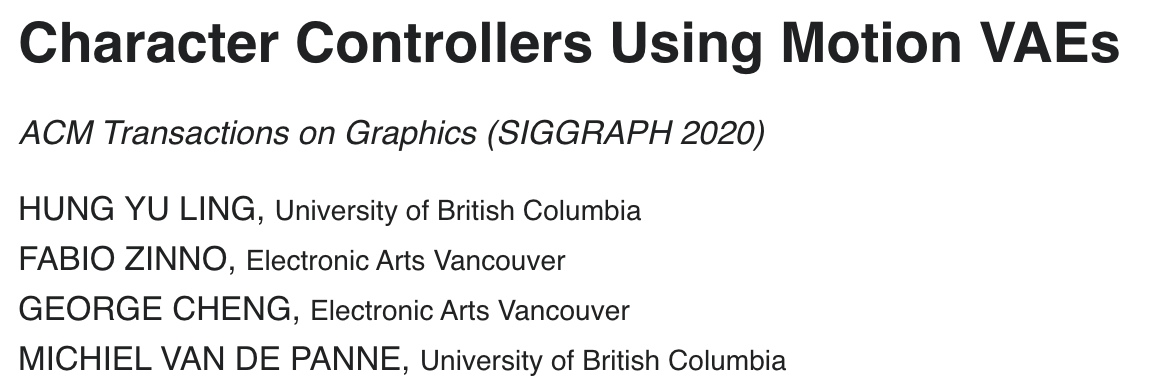 Character Controllers Using Motion VAEs
ACM Transactions on Graphics (SIGGRAPH 2020)
HUNG YU LING, University of British Columbia
FABIO ZINNO, Electronic Arts Vancouver
GEORGE CHENG, Electronic Arts Vancouver
MICHIEL VAN DE PANNE, University of British Columbia